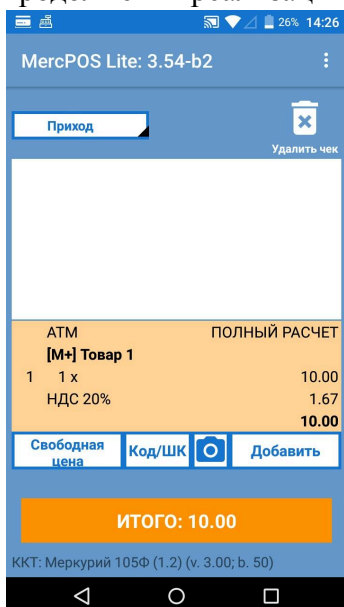 26% 14:26
MercPOS Lite: 3.54-b2
Приход
Удалить чек
АТМ ПОЛНЫЙ РАСЧЕТ
[М+] Товар 1
1 1 x 10.00
НДС 20% 1.67
10.00
Свободная цена Код/ШК Добавить
ИТОГО: 10.00
ККТ: Меркурий 105Ф (1.2) (v. 3.00; b. 50)